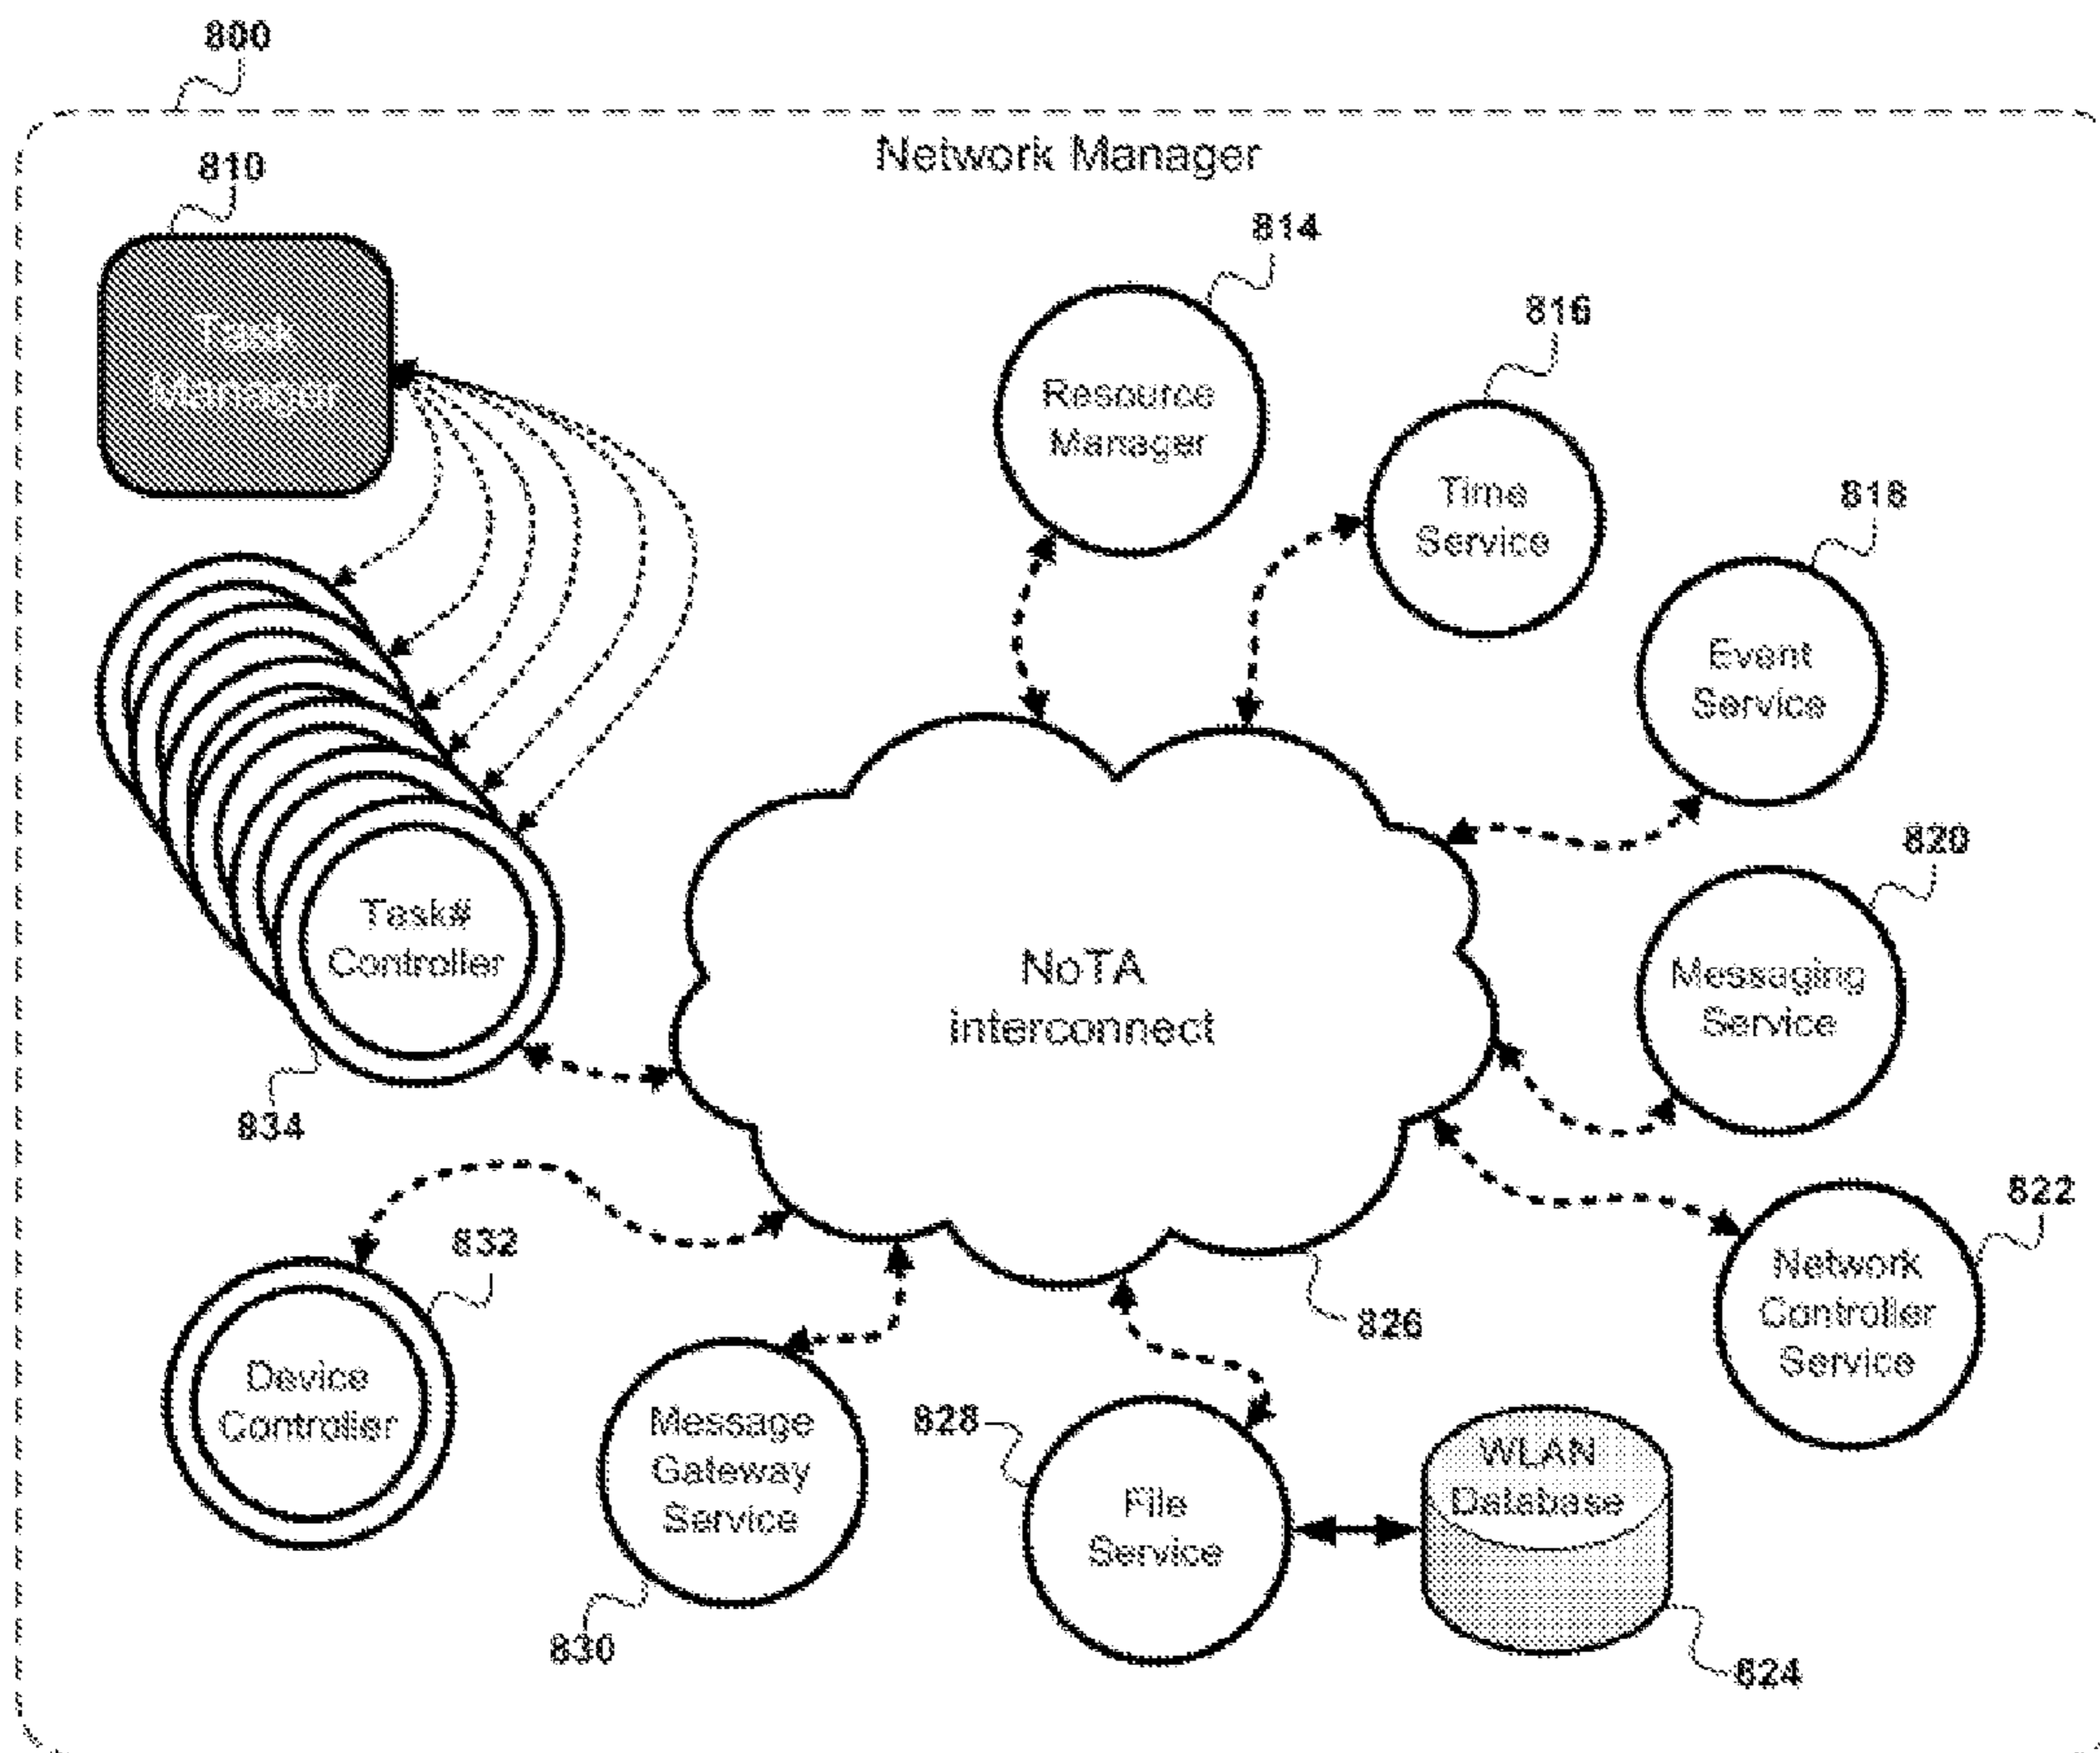 800
Network Manager
810
Task
Manager
814
Resource
Manager
816
Time
Service
818
Event
Service
820
Messaging
Service
822
Network
Controller
Service
Task#
Controller
834
NoTA
interconnect
826
832
Device
Controller
Message
Gateway
Service
830
828
File
Service
WLAN
Database
824